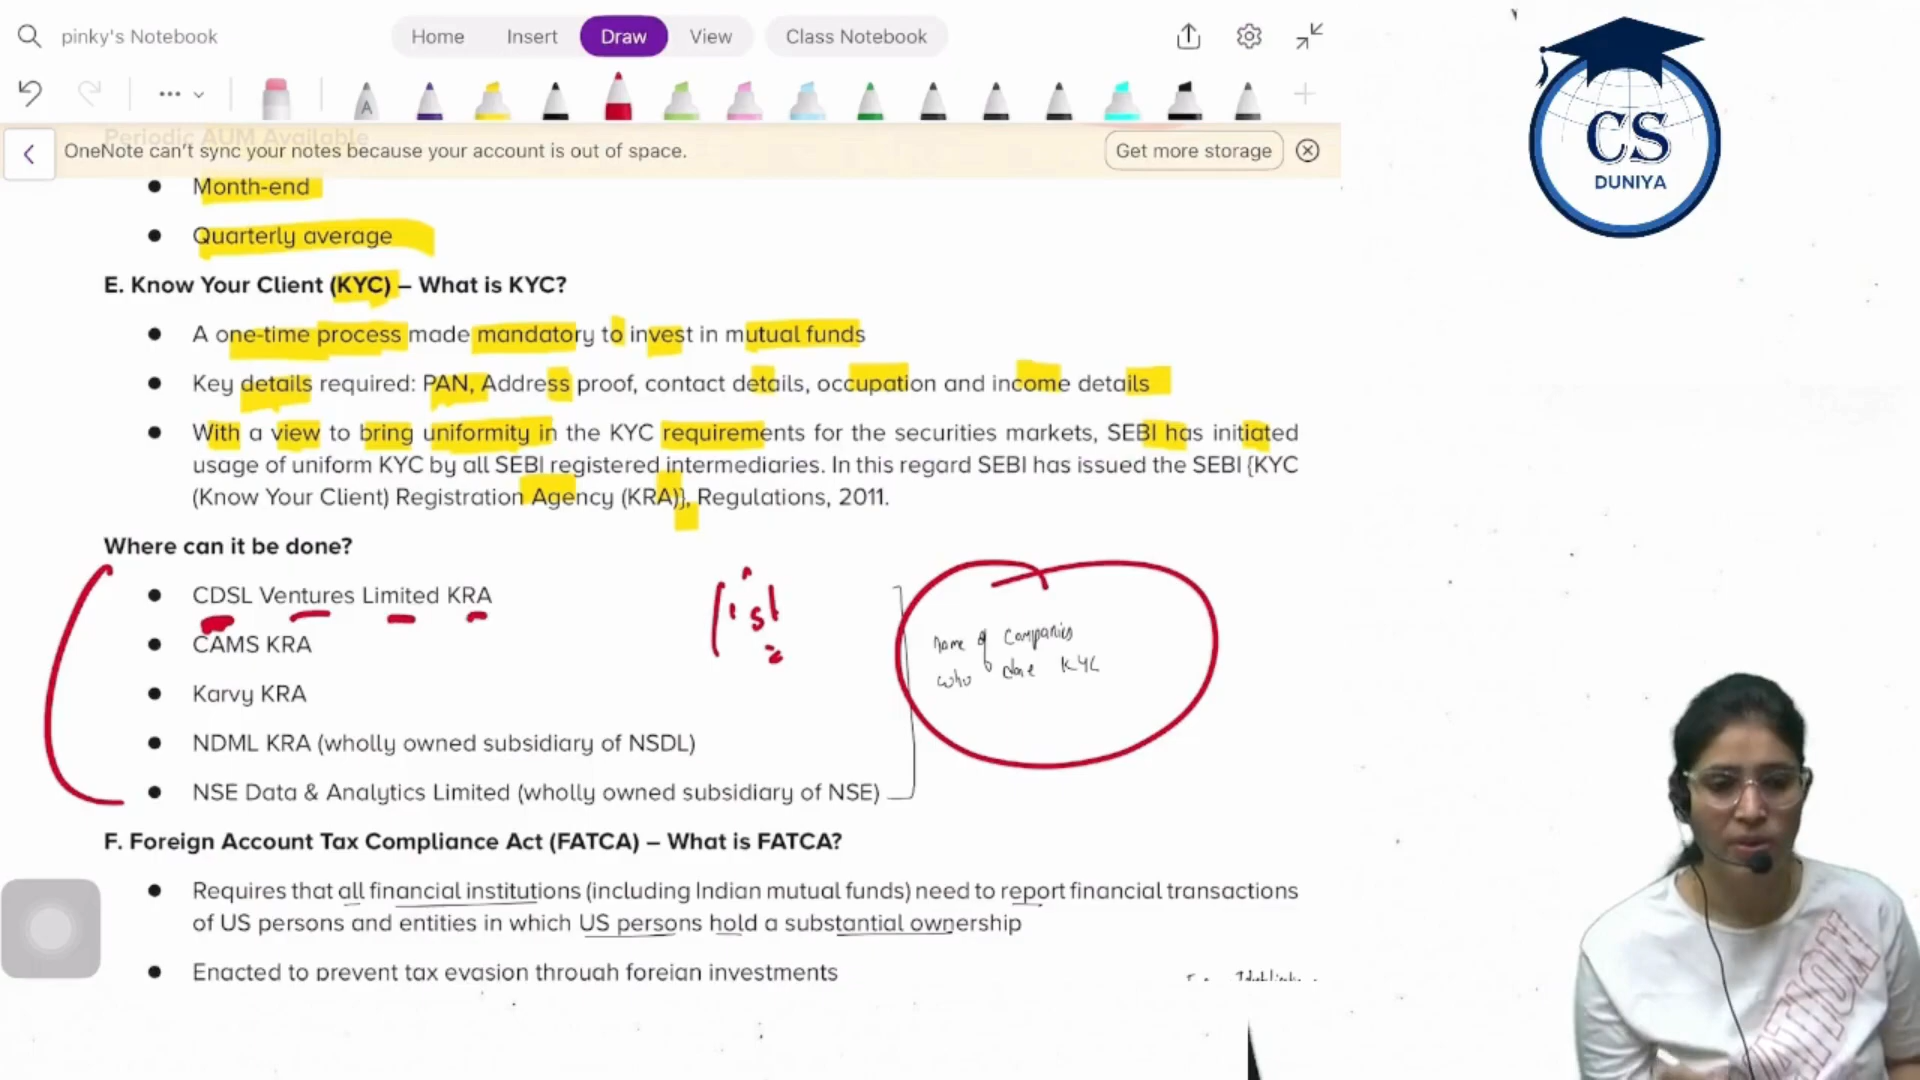 pinky's Notebook
Home Insert Draw View Class Notebook
A
Periodic AUM Available
OneNote can't sync your notes because your account is out of space.
Get more storage
Month-end
Quarterly average
E. Know Your Client (KYC) – What is KYC?
A one-time process made mandatory to invest in mutual funds
Key details required: PAN, Address proof, contact details, occupation and income details
With a view to bring uniformity in the KYC requirements for the securities markets, SEBI has initiated
usage of uniform KYC by all SEBI registered intermediaries. In this regard SEBI has issued the SEBI {KYC
(Know Your Client) Registration Agency (KRA)}, Regulations, 2011.
Where can it be done?
CDSL Ventures Limited KRA
CAMS KRA
Karvy KRA
NDML KRA (wholly owned subsidiary of NSDL)
NSE Data & Analytics Limited (wholly owned subsidiary of NSE)
list
Name of Companies
who done KYC
F. Foreign Account Tax Compliance Act (FATCA) – What is FATCA?
Requires that all financial institutions (including Indian mutual funds) need to report financial transactions
of US persons and entities in which US persons hold a substantial ownership
Enacted to prevent tax evasion through foreign investments
CS
DUNIYA